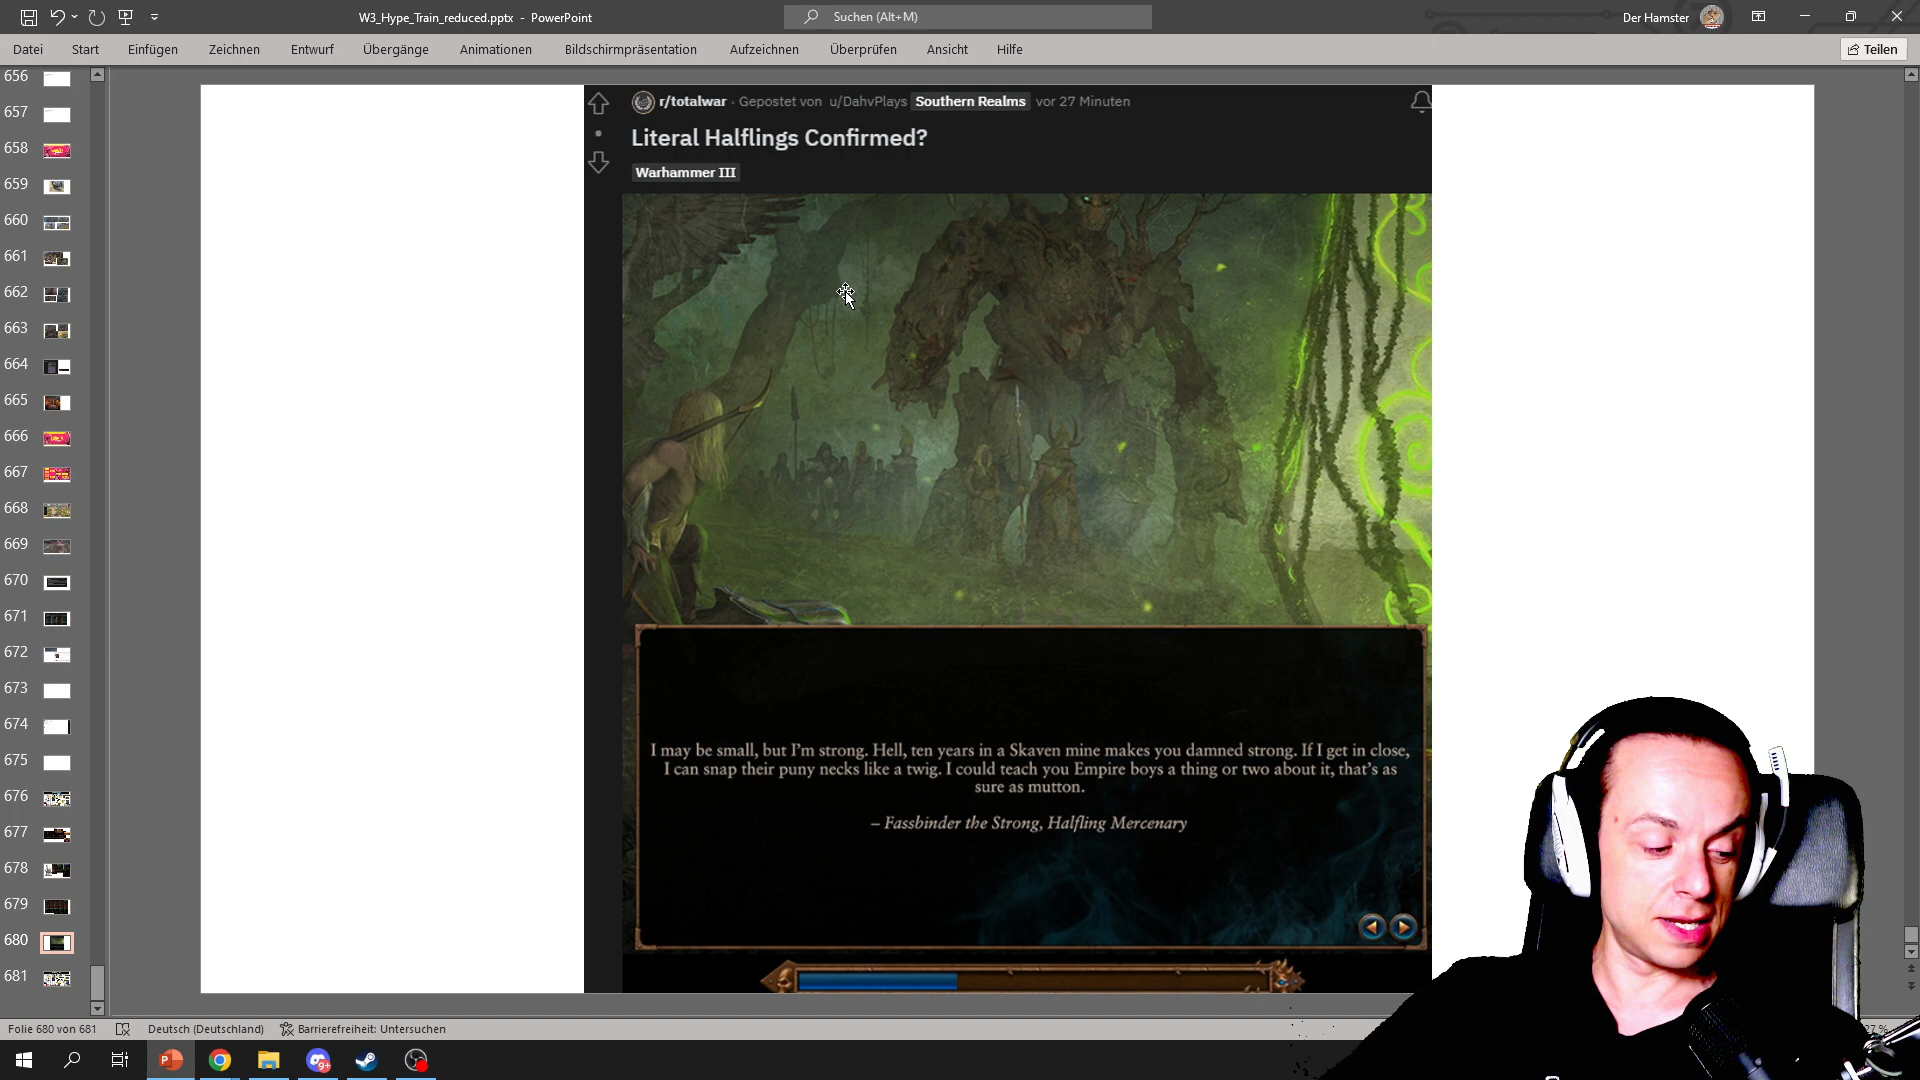 W3_Hype_Train_reduced.pptx - PowerPoint
Suchen (Alt+M)
Der Hamster
Datei Start Einfügen Zeichnen Entwurf Übergänge Animationen Bildschirmpräsentation Aufzeichnen Überprüfen Ansicht Hilfe
Teilen
656
657
658
659
660
661
662
663
664
665
666
667
668
669
670
671
672
673
674
675
676
677
678
679
680
681
r/totalwar · Gepostet von u/DahvPlays Southern Realms vor 27 Minuten
Literal Halflings Confirmed?
Warhammer III
I may be small, but I'm strong. Hell, ten years in a Skaven mine makes you damned strong. If I get in close,
I can snap their puny necks like a twig. I could teach you Empire boys a thing or two about it, that's as
sure as mutton.
– Fassbinder the Strong, Halfling Mercenary
Folie 680 von 681 Deutsch (Deutschland) Barrierefreiheit: Untersuchen
9+